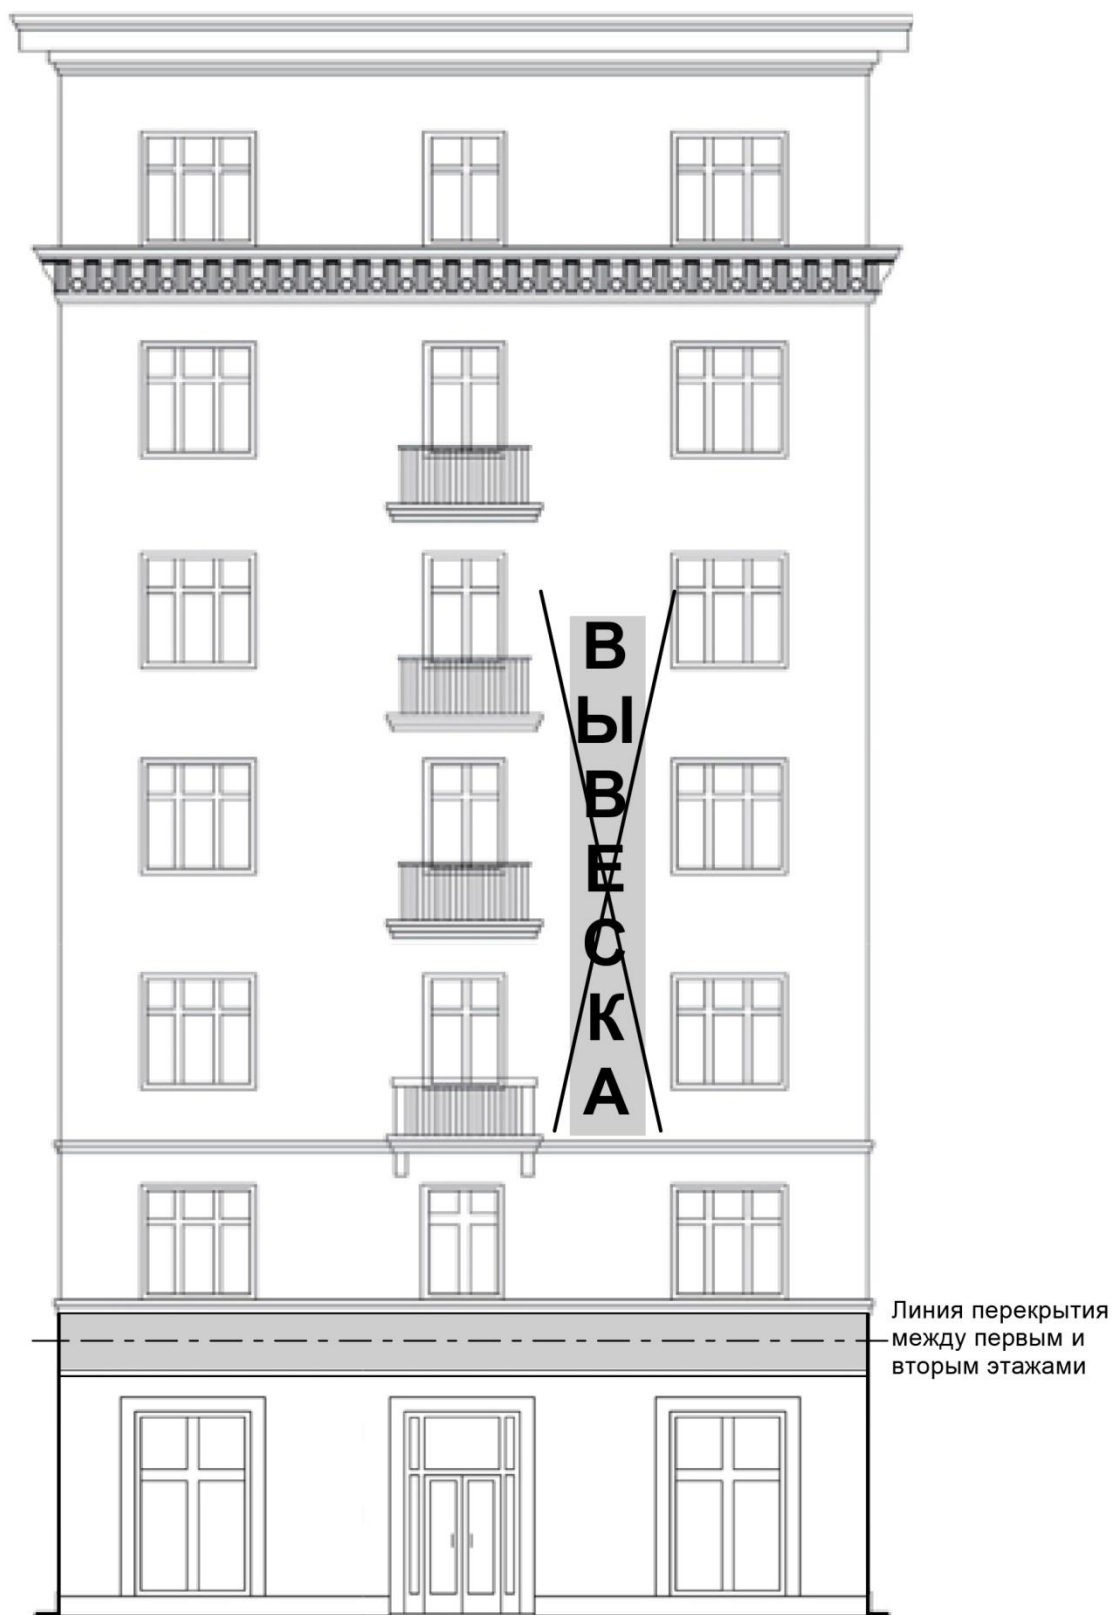 В
Ы
В
Е
С
К
А
Линия перекрытия
между первым и
вторым этажами